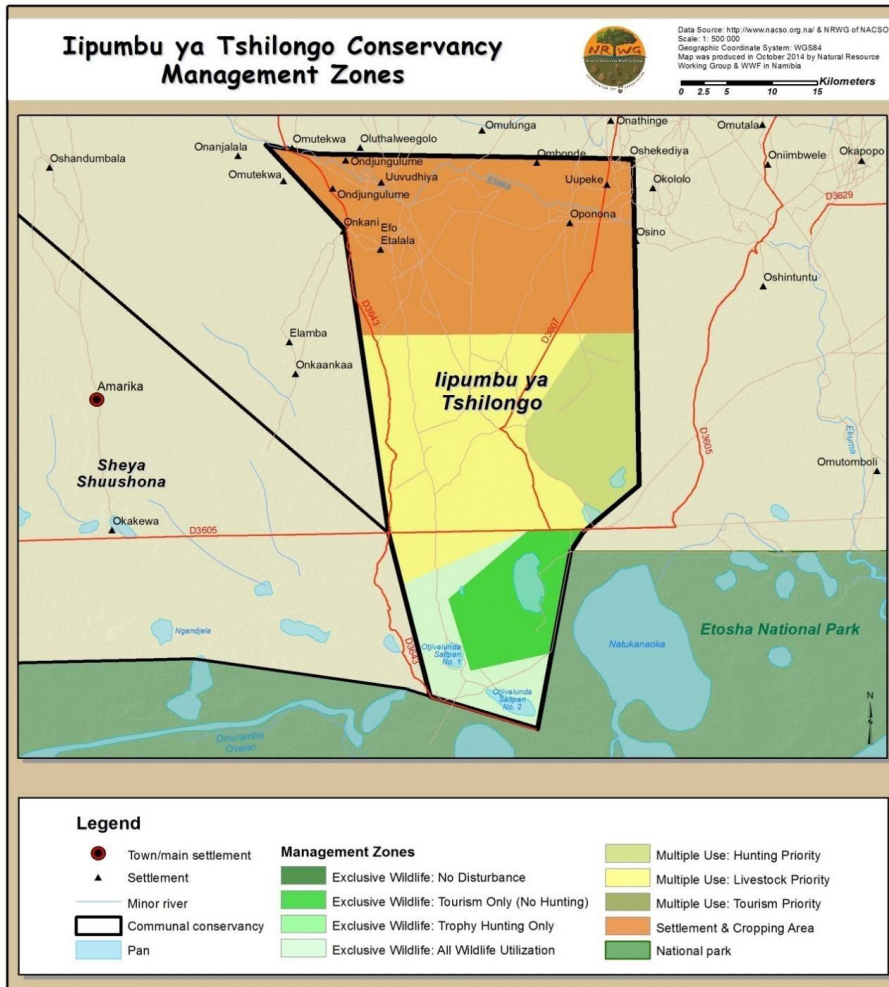 Iipumbu ya Tshilongo Conservancy
Management Zones
NRWG
Data Source: http://www.nacso.org.na/ & NRWG of NACSO
Scale: 1: 500 000
Geographic Coordinate System: WGS84
Map was produced in October 2014 by Natural Resource
Working Group & WWF in Namibia
Kilometers
0 2.5 5 10 15
Onathinge
Omulunga
Omutala
Omutekwa
Oluthalweegolo
Onanjalala
Oshandumbala
Ondjungulume
Ombonde
Oshekediya
Oniimbwele
Okapopo
Omutekwa
Uuvudhiya
Etaka
Uupeke
Okololo
Ondjungulume
D3629
Onkani
Efo
Etalala
Oponona
Osino
Oshintuntu
D3643
D3607
Elamba
Onkaankaa
Iipumbu ya
Tshilongo
Amarika
D3605
Ekuma
Sheya
Shuushona
Omutomboli
Okakewa
D3605
Ngandjela
D3643
Otjivalunda
Saltpan
No. 1
Natukanaoka
Etosha National Park
Otjivalunda
Saltpan
No. 2
N
Omuramba
Legend
Town/main settlement
Settlement
Minor river
Communal conservancy
Pan
Management Zones
Exclusive Wildlife: No Disturbance
Exclusive Wildlife: Tourism Only (No Hunting)
Exclusive Wildlife: Trophy Hunting Only
Exclusive Wildlife: All Wildlife Utilization
Multiple Use: Hunting Priority
Multiple Use: Livestock Priority
Multiple Use: Tourism Priority
Settlement & Cropping Area
National park